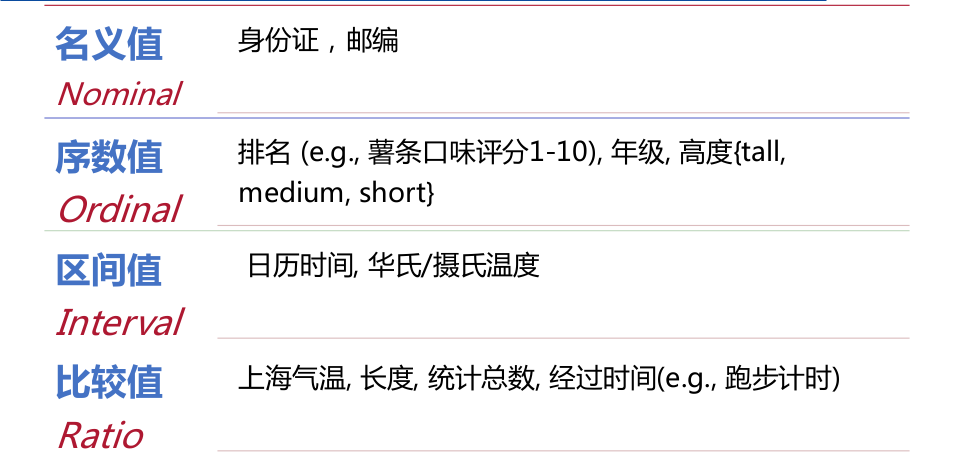 名义值
身份证，邮编
Nominal
序数值
排名 (e.g., 薯条口味评分1-10), 年级, 高度{tall,
medium, short}
Ordinal
区间值
日历时间, 华氏/摄氏温度
Interval
比较值
上海气温, 长度, 统计总数, 经过时间(e.g., 跑步计时)
Ratio